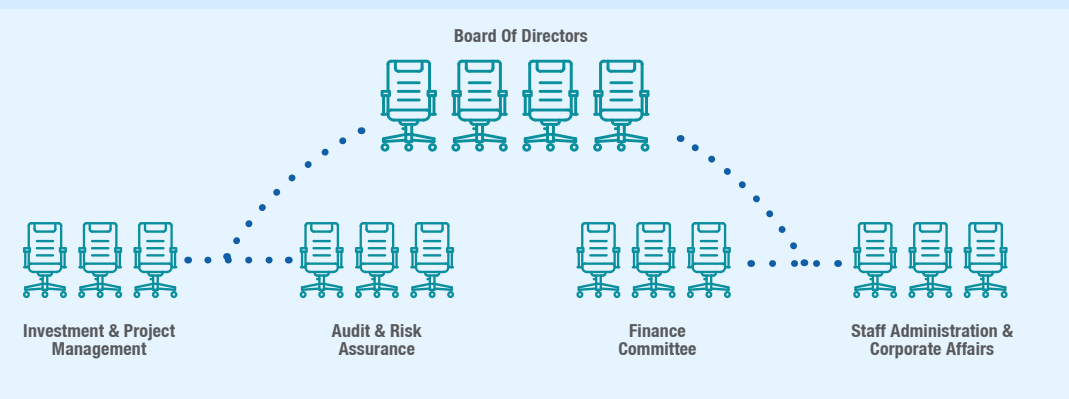 Board Of Directors
Investment & Project
Management
Audit & Risk
Assurance
Finance
Committee
Staff Administration &
Corporate Affairs